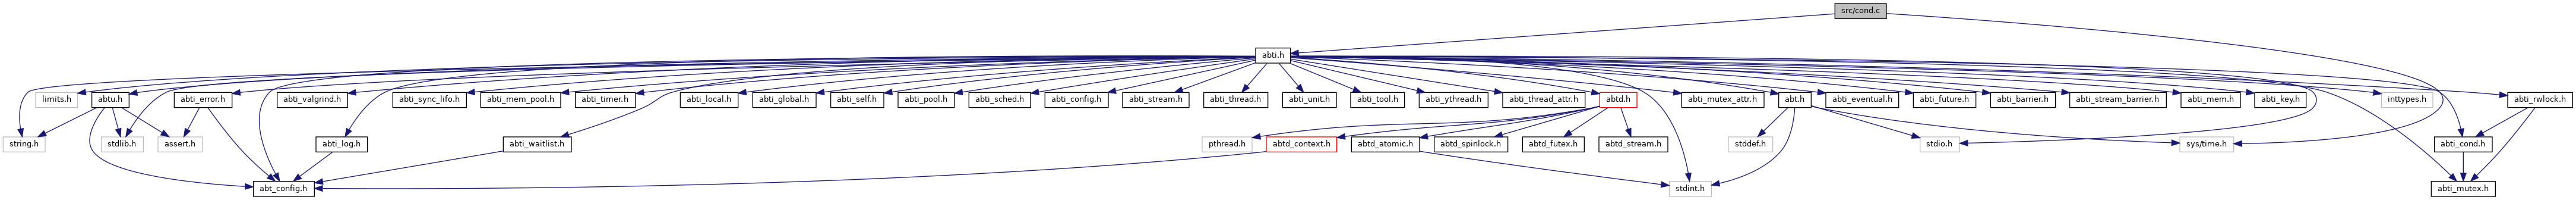 src/cond.c
abti.h
limits.h
abtu.h
abti_error.h
abti_valgrind.h
abti_sync_lifo.h
abti_mem_pool.h
abti_timer.h
abti_local.h
abti_global.h
abti_self.h
abti_pool.h
abti_sched.h
abti_config.h
abti_stream.h
abti_thread.h
abti_unit.h
abti_tool.h
abti_ythread.h
abti_thread_attr.h
abtd.h
abti_mutex_attr.h
abt.h
abti_eventual.h
abti_future.h
abti_barrier.h
abti_stream_barrier.h
abti_mem.h
abti_key.h
inttypes.h
abti_rwlock.h
string.h
stdlib.h
assert.h
abti_log.h
abti_waitlist.h
pthread.h
abtd_context.h
abtd_atomic.h
abtd_spinlock.h
abtd_futex.h
abtd_stream.h
stddef.h
stdio.h
sys/time.h
abti_cond.h
abt_config.h
stdint.h
abti_mutex.h